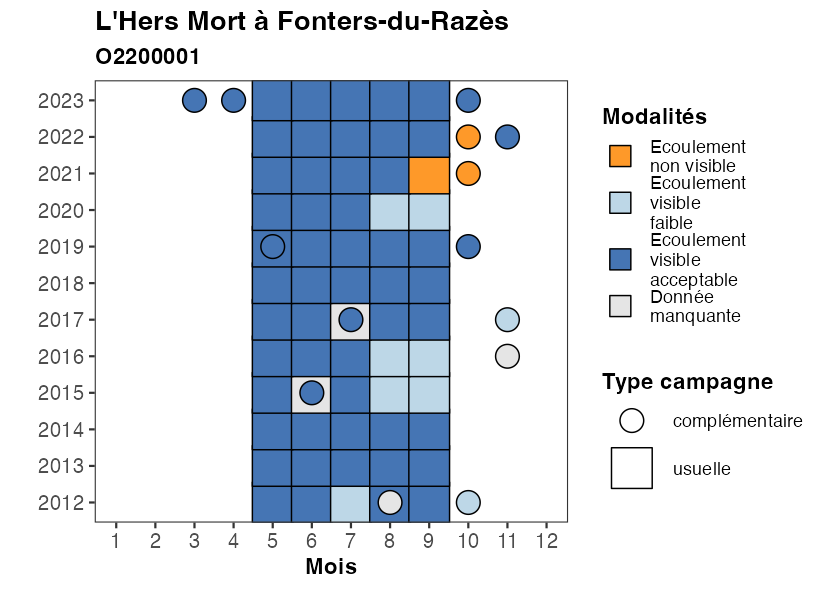 L'Hers Mort à Fonters-du-Razès
O2200001
2023
2022
2021
2020
2019
2018
2017
2016
2015
2014
2013
2012
1 2 3 4 5 6 7 8 9 10 11 12
Mois
Modalités
Ecoulement
non visible
Ecoulement
visible
faible
Ecoulement
visible
acceptable
Donnée
manquante
Type campagne
complémentaire
usuelle